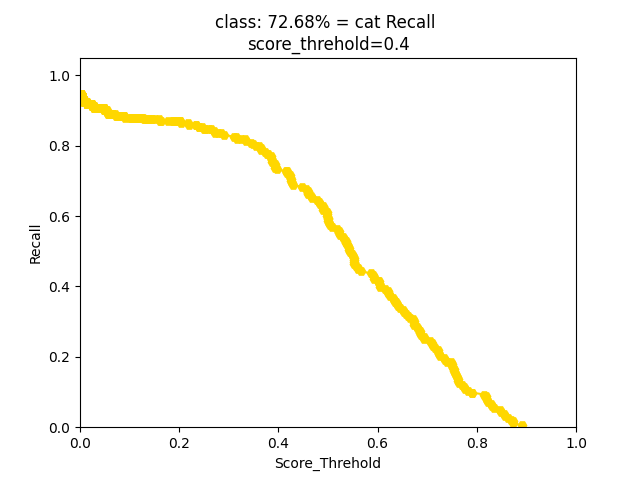 class: 72.68% = cat Recall
score_threhold=0.4
1.0
0.8
0.6
0.4
0.2
0.0
Recall
0.0 0.2 0.4 0.6 0.8 1.0
Score_Threhold